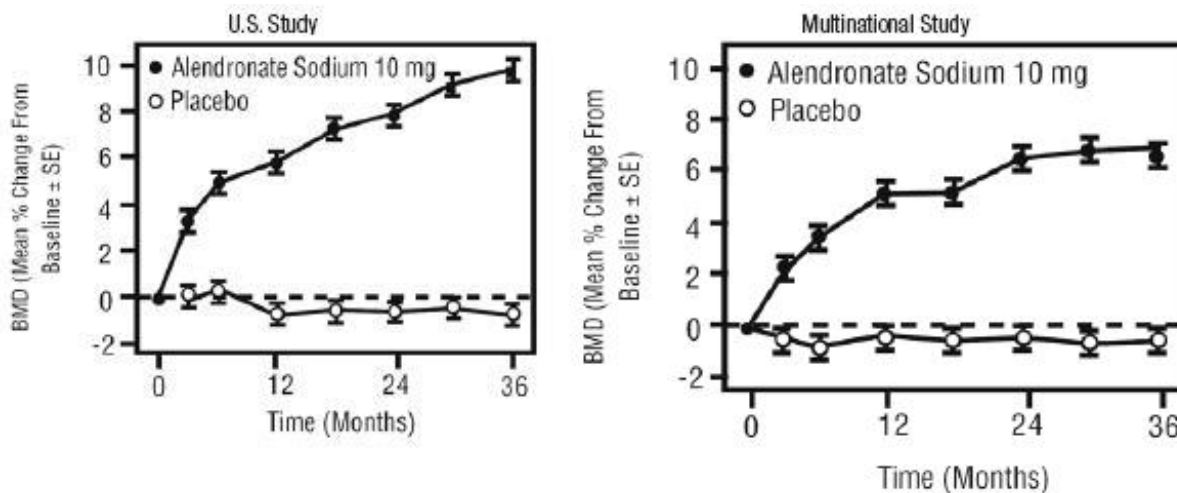 U.S. Study
BMD (Mean % Change From
Baseline ± SE)
10
8
6
4
2
0
-2
● Alendronate Sodium 10 mg
○ Placebo
0
12
24
36
Time (Months)
Multinational Study
BMD (Mean % Change From
Baseline ± SE)
10
8
6
4
2
0
-2
● Alendronate Sodium 10 mg
○ Placebo
0
12
24
36
Time (Months)